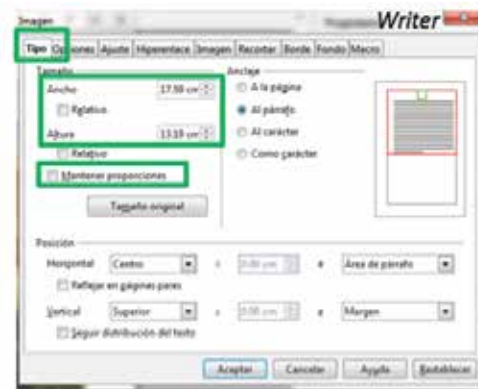 Imagen Writer
Tipo Opciones Ajuste Hiperenlace Imagen Recortar Borde Fondo Macro
Tamaño Anclaje
Ancho 17.98 cm A la página
Relativo Al párrafo
Altura 13.19 cm Al carácter
Relativo Como carácter
Mantener proporciones
Tamaño original
Posición
Horizontal Centro a 0.00 cm a Área de párrafo
Reflejar en páginas pares
Vertical Superior a 0.00 cm a Margen
Seguir distribución del texto
Aceptar Cancelar Ayuda Restablecer